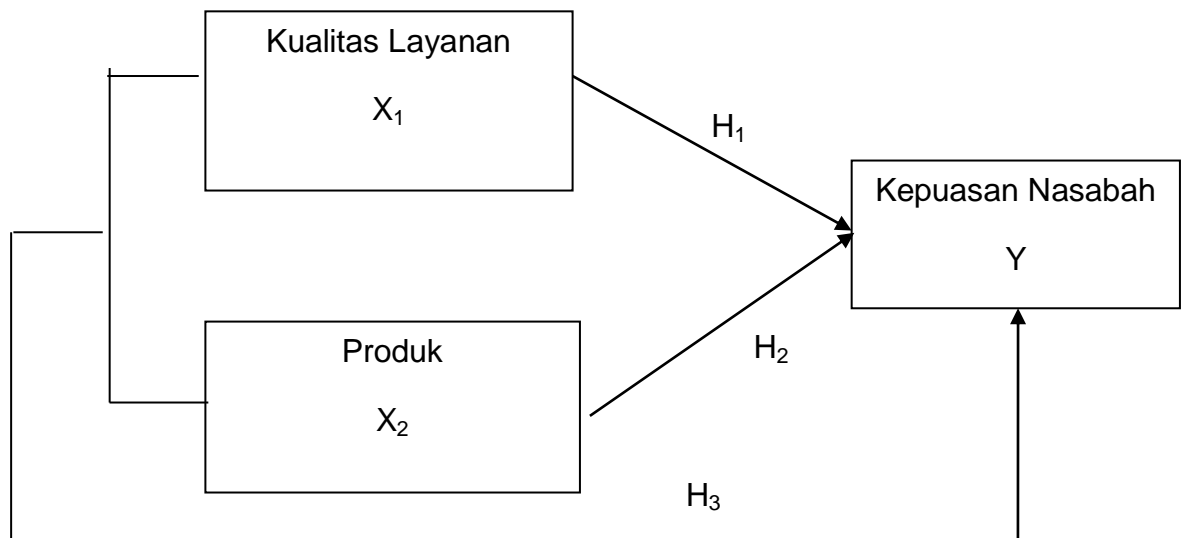 Kualitas Layanan
X₁
H₁
Kepuasan Nasabah
Y
Produk
X₂
H₂
H₃